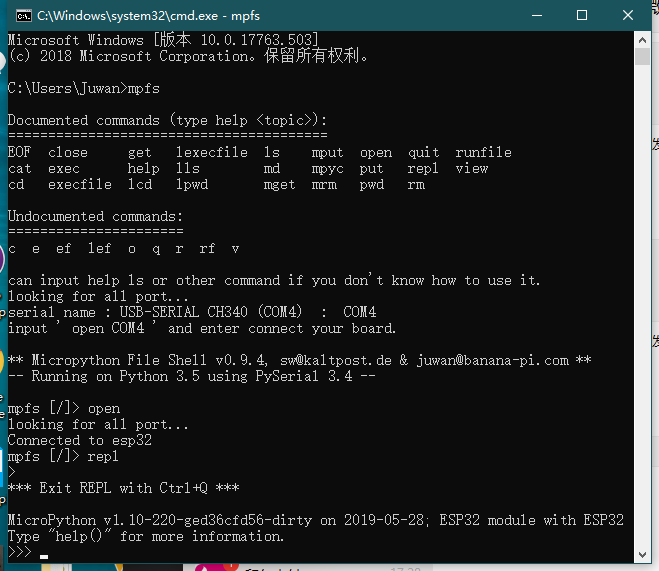 C:\Windows\system32\cmd.exe - mpfs
Microsoft Windows [版本 10.0.17763.503]
(c) 2018 Microsoft Corporation。保留所有权利。
C:\Users\Juwan>mpfs
Documented commands (type help <topic>):
========================================
EOF  close     get   lexecfile  ls    mput  open  quit  runfile
cat  exec      help  lls        md    mpyc  put   repl  view
cd   execfile  lcd   lpwd       mget  mrm   pwd   rm
Undocumented commands:
======================
c  e  ef  lef  o  q  r  rf  v
can input help ls or other command if you don't know how to use it.
looking for all port...
serial name : USB-SERIAL CH340 (COM4)  :  COM4
input ' open COM4 ' and enter connect your board.
** Micropython File Shell v0.9.4, sw@kaltpost.de & juwan@banana-pi.com **
-- Running on Python 3.5 using PySerial 3.4 --
mpfs [/]> open
looking for all port...
Connected to esp32
mpfs [/]> repl
>
*** Exit REPL with Ctrl+Q ***
MicroPython v1.10-220-ged36cfd56-dirty on 2019-05-28; ESP32 module with ESP32
Type "help()" for more information.
>>>